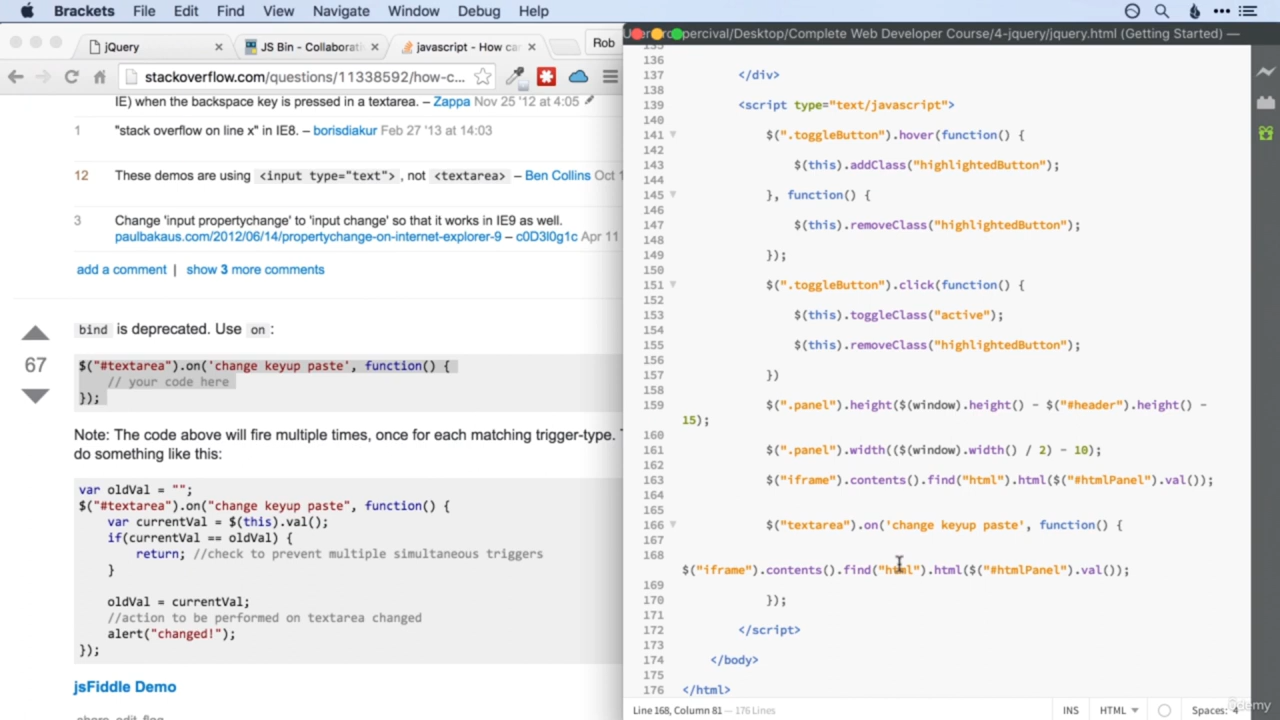 Brackets File Edit Find View Navigate Window Debug Help
jQuery
JS Bin - Collaborati
javascript - How ca
Rob
stackoverflow.com/questions/11338592/how-c...
IE) when the backspace key is pressed in a textarea. – Zappa Nov 25 '12 at 4:05
1 "stack overflow on line x" in IE8. – borisdiakur Feb 27 '13 at 14:03
12 These demos are using <input type="text"> , not <textarea> – Ben Collins Oct 1
3 Change 'input propertychange' to 'input change' so that it works in IE9 as well.
paulbakaus.com/2012/06/14/propertychange-on-internet-explorer-9 – c0D3l0g1c Apr 11
add a comment | show 3 more comments
67
bind is deprecated. Use on :
$("#textarea").on('change keyup paste', function() {
// your code here
});
Note: The code above will fire multiple times, once for each matching trigger-type.
do something like this:
var oldVal = "";
$("#textarea").on("change keyup paste", function() {
var currentVal = $(this).val();
if(currentVal == oldVal) {
return; //check to prevent multiple simultaneous triggers
}
oldVal = currentVal;
//action to be performed on textarea changed
alert("changed!");
});
jsFiddle Demo
percival/Desktop/Complete Web Developer Course/4-jquery/jquery.html (Getting Started) —
135
136
137 </div>
138
139 <script type="text/javascript">
140
141 $(".toggleButton").hover(function() {
142
143 $(this).addClass("highlightedButton");
144
145 }, function() {
146
147 $(this).removeClass("highlightedButton");
148
149 });
150
151 $(".toggleButton").click(function() {
152
153 $(this).toggleClass("active");
154
155 $(this).removeClass("highlightedButton");
156
157 })
158
159 $(".panel").height($(window).height() - $("#header").height() -
15);
160
161 $(".panel").width(($(window).width() / 2) - 10);
162
163 $("iframe").contents().find("html").html($("#htmlPanel").val());
164
165
166 $("textarea").on('change keyup paste', function() {
167
168
$("iframe").contents().find("html").html($("#htmlPanel").val());
169
170 });
171
172 </script>
173
174 </body>
175
176 </html>
Line 168, Column 81 — 176 Lines
INS HTML Spaces: 4
ûdemy